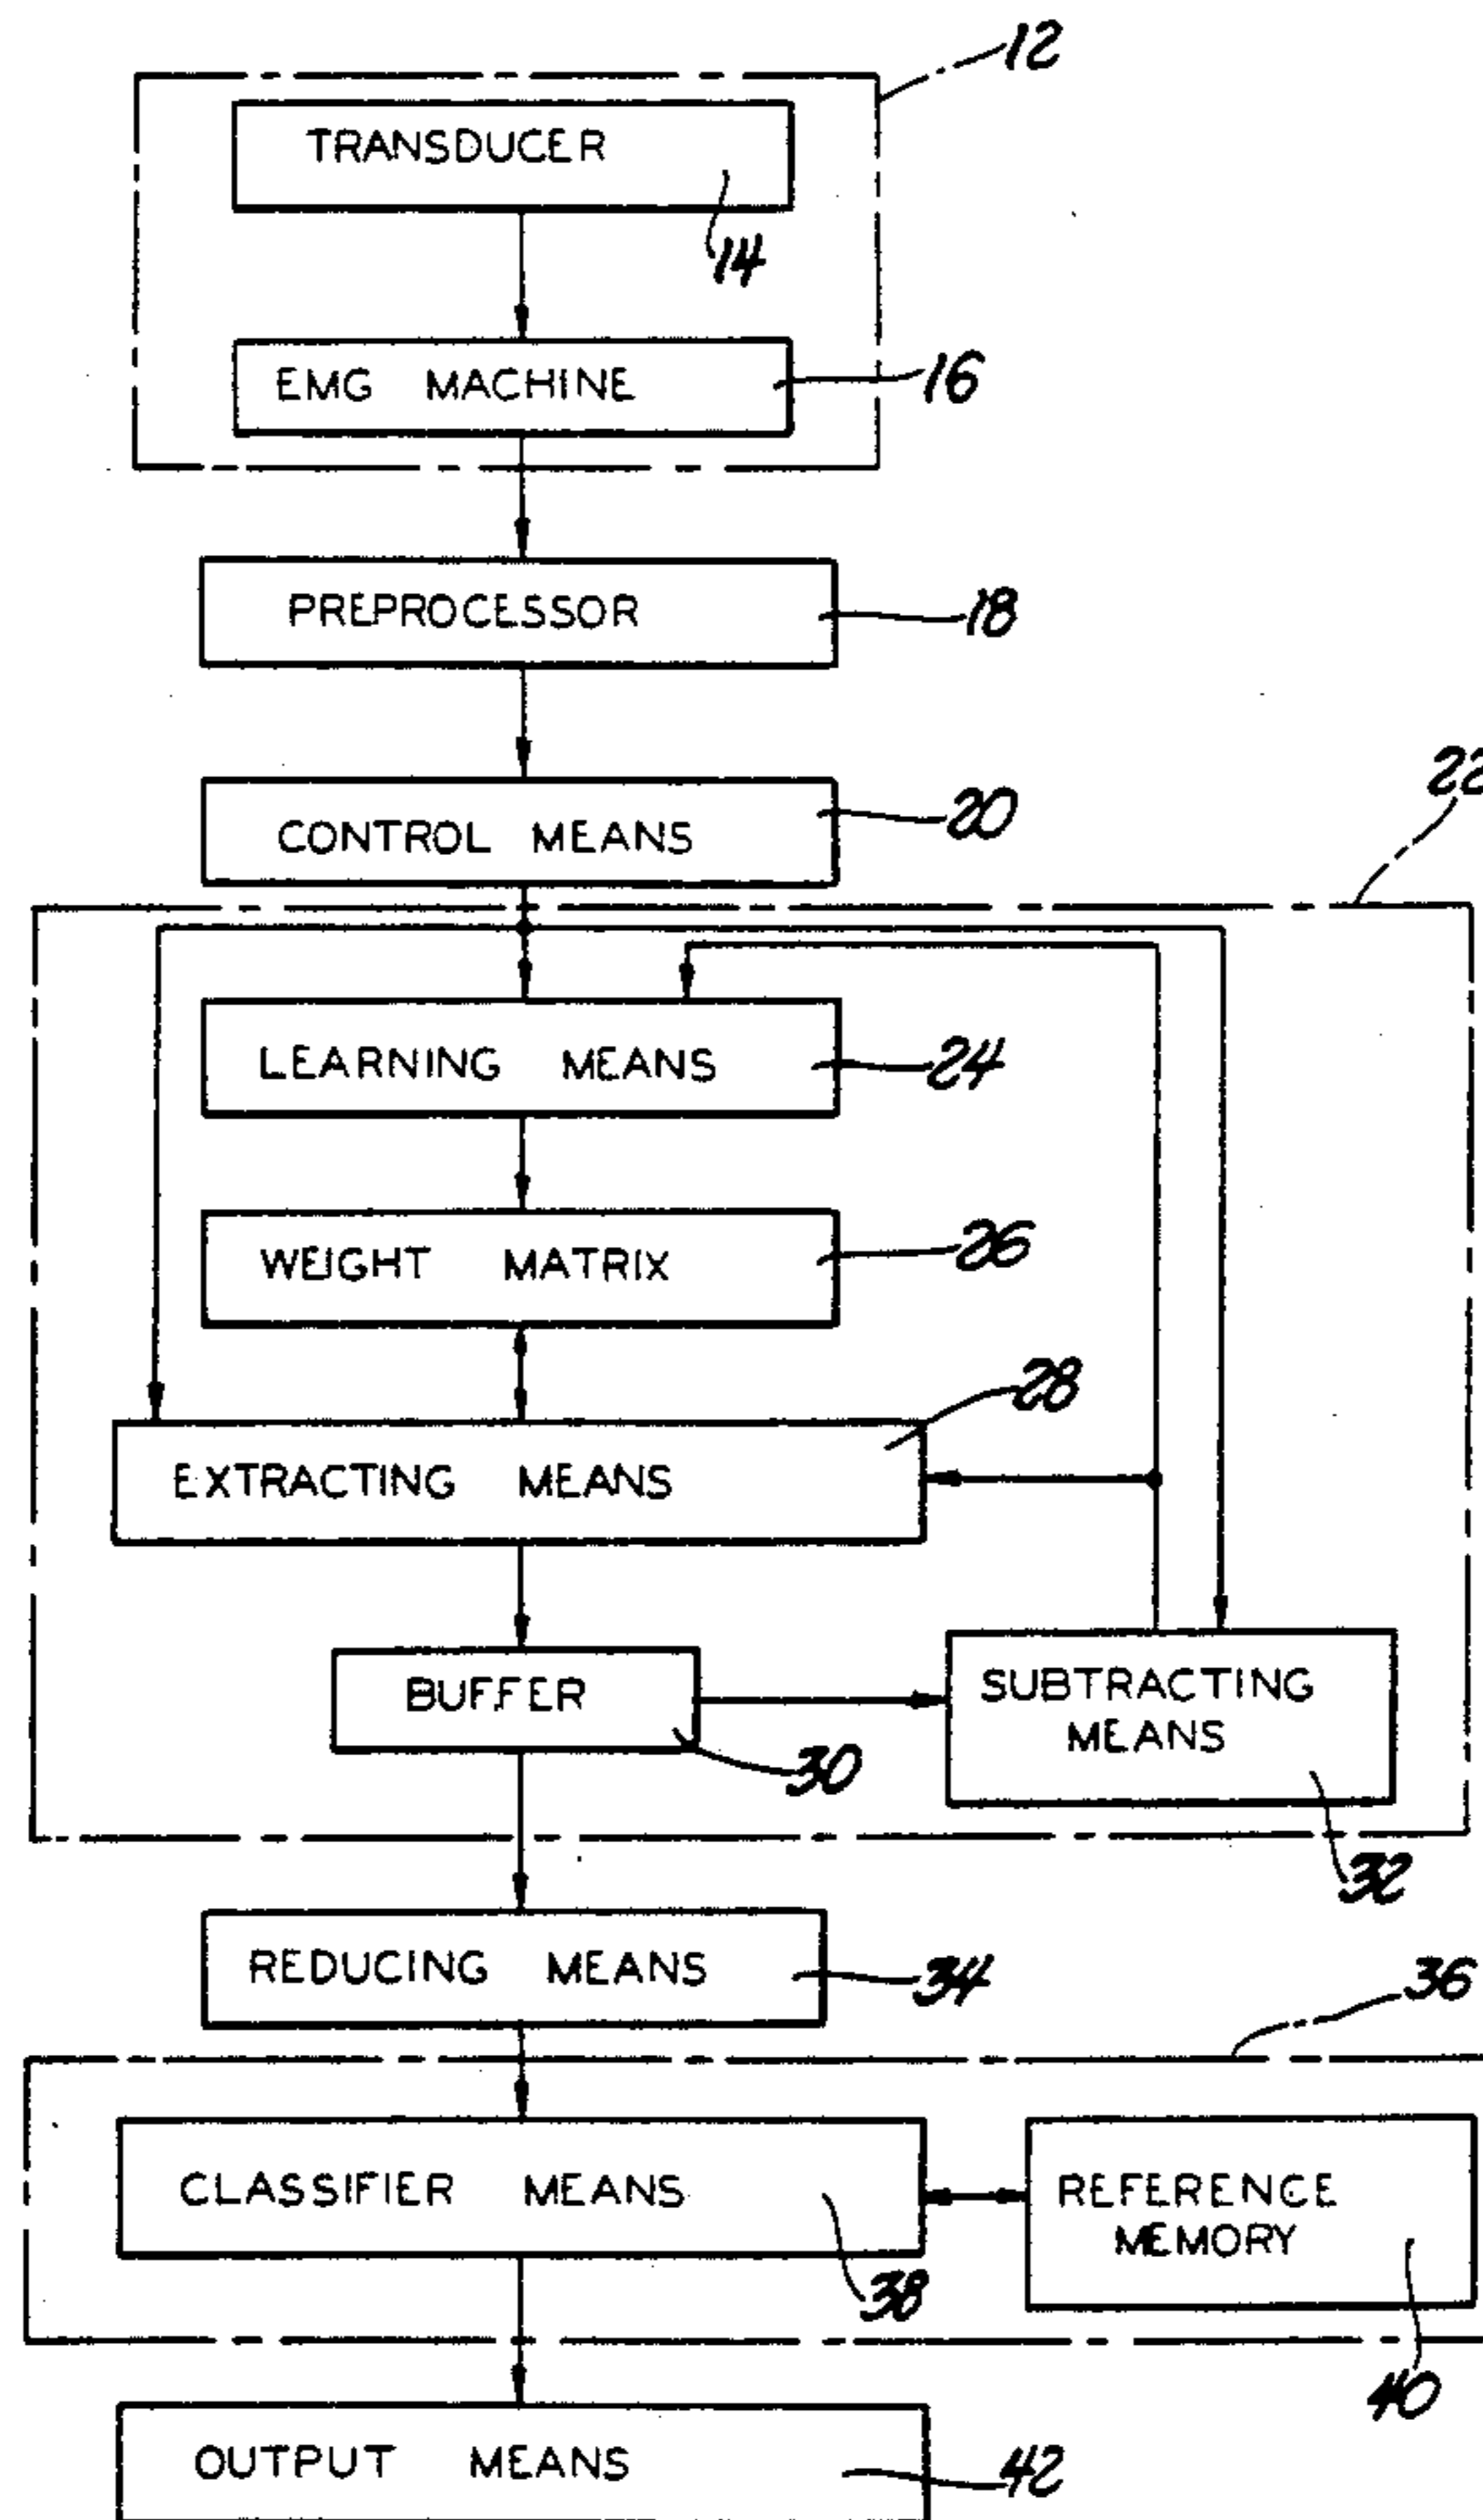 12
TRANSDUCER
14
EMG MACHINE
16
PREPROCESSOR
18
CONTROL MEANS
20
22
LEARNING MEANS
24
WEIGHT MATRIX
26
EXTRACTING MEANS
28
BUFFER
30
SUBTRACTING
MEANS
32
REDUCING MEANS
34
36
CLASSIFIER MEANS
38
REFERENCE
MEMORY
40
OUTPUT MEANS
42